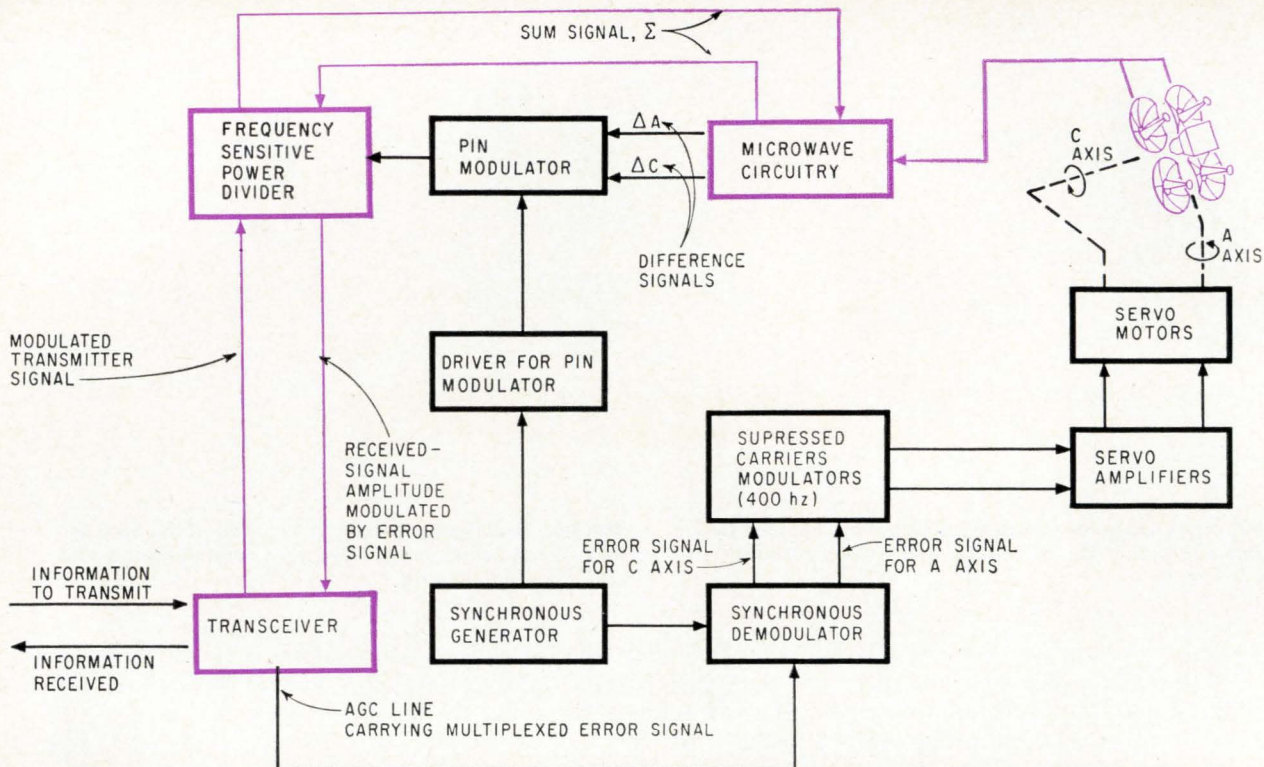 SUM SIGNAL, Σ
FREQUENCY
SENSITIVE
POWER
DIVIDER
PIN
MODULATOR
ΔA
ΔC
MICROWAVE
CIRCUITRY
C
AXIS
A
AXIS
DIFFERENCE
SIGNALS
SERVO
MOTORS
MODULATED
TRANSMITTER
SIGNAL
DRIVER FOR PIN
MODULATOR
RECEIVED-
SIGNAL
AMPLITUDE
MODULATED
BY ERROR
SIGNAL
SUPRESSED
CARRIERS
MODULATORS
(400 hz)
SERVO
AMPLIFIERS
ERROR SIGNAL
FOR C AXIS
ERROR SIGNAL
FOR A AXIS
INFORMATION
TO TRANSMIT
TRANSCEIVER
SYNCHRONOUS
GENERATOR
SYNCHRONOUS
DEMODULATOR
INFORMATION
RECEIVED
AGC LINE
CARRYING MULTIPLEXED ERROR SIGNAL